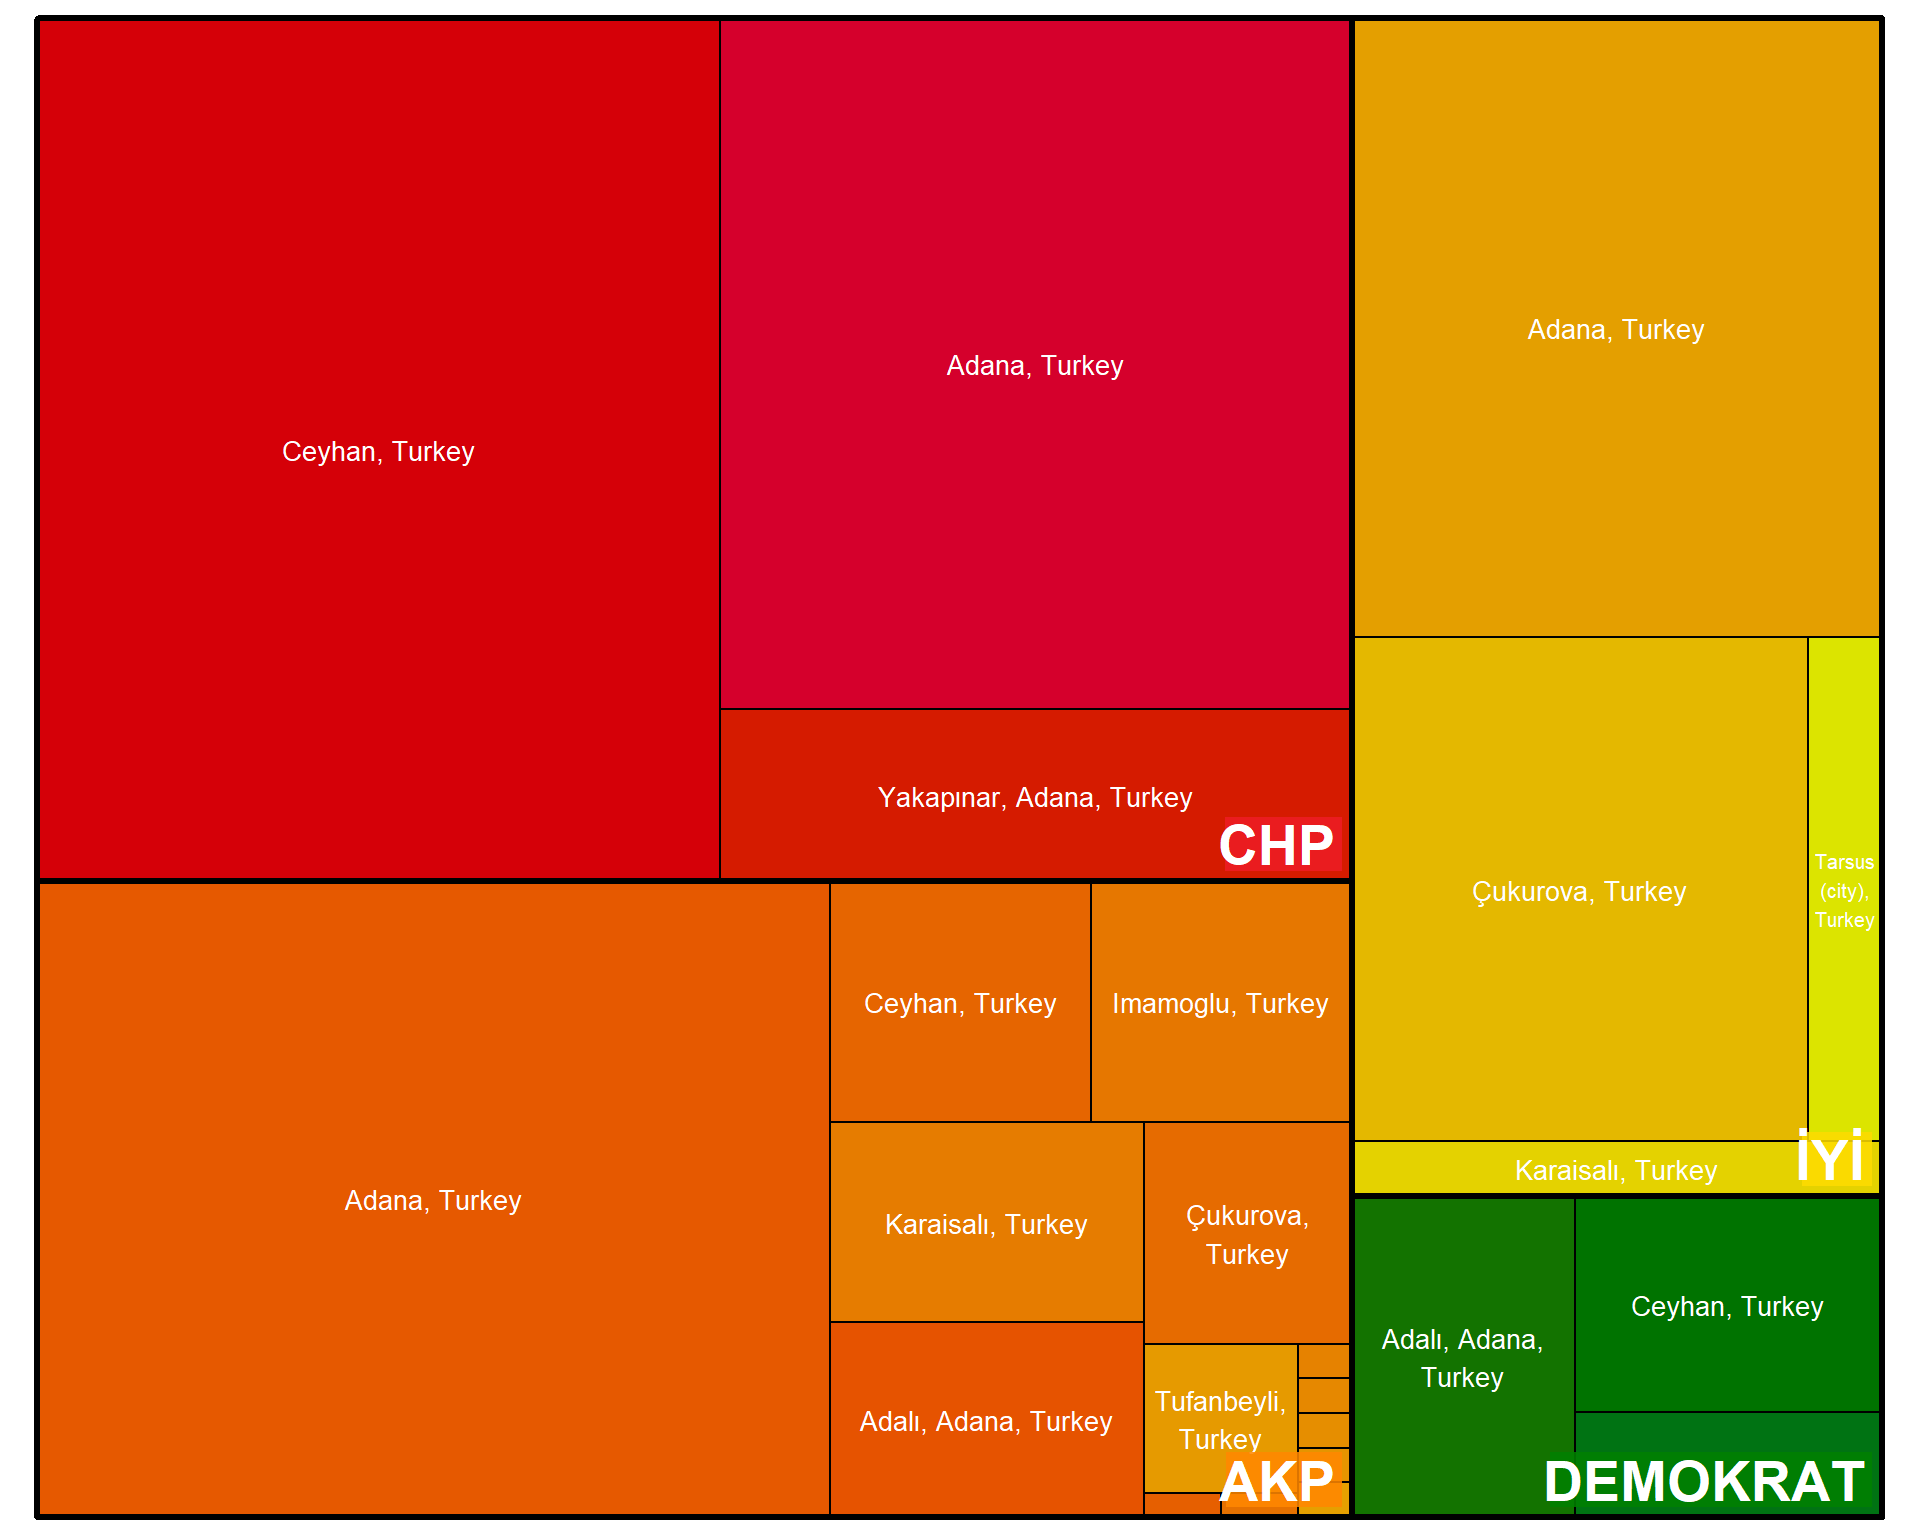 Ceyhan, Turkey
Adana, Turkey
Yakapınar, Adana, Turkey
CHP
Adana, Turkey
Çukurova, Turkey
Tarsus
(city),
Turkey
Karaisalı, Turkey
İYİ
Adana, Turkey
Ceyhan, Turkey
Imamoglu, Turkey
Karaisalı, Turkey
Çukurova,
Turkey
Adalı, Adana, Turkey
Tufanbeyli,
Turkey
AKP
Adalı, Adana,
Turkey
Ceyhan, Turkey
DEMOKRAT